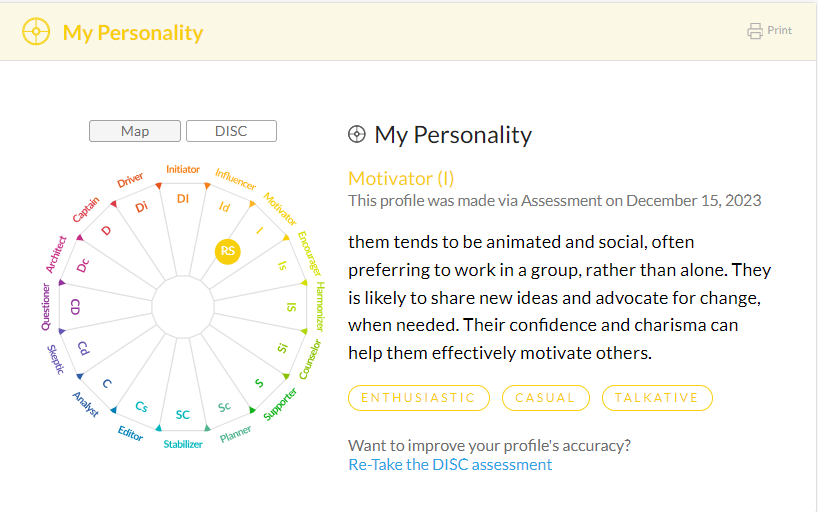 My Personality
Print
Map
DISC
Initiator
Influencer
Motivator
Encourager
Harmonizer
Counselor
Supporter
Planner
Stabilizer
Editor
Analyst
Skeptic
Questioner
Architect
Captain
Driver
DI
Id
I
Is
IS
Si
S
Sc
SC
Cs
C
Cd
CD
Dc
D
Di
RS
My Personality
Motivator (I)
This profile was made via Assessment on December 15, 2023
them tends to be animated and social, often
preferring to work in a group, rather than alone. They
is likely to share new ideas and advocate for change,
when needed. Their confidence and charisma can
help them effectively motivate others.
ENTHUSIASTIC
CASUAL
TALKATIVE
Want to improve your profile's accuracy?
Re-Take the DISC assessment